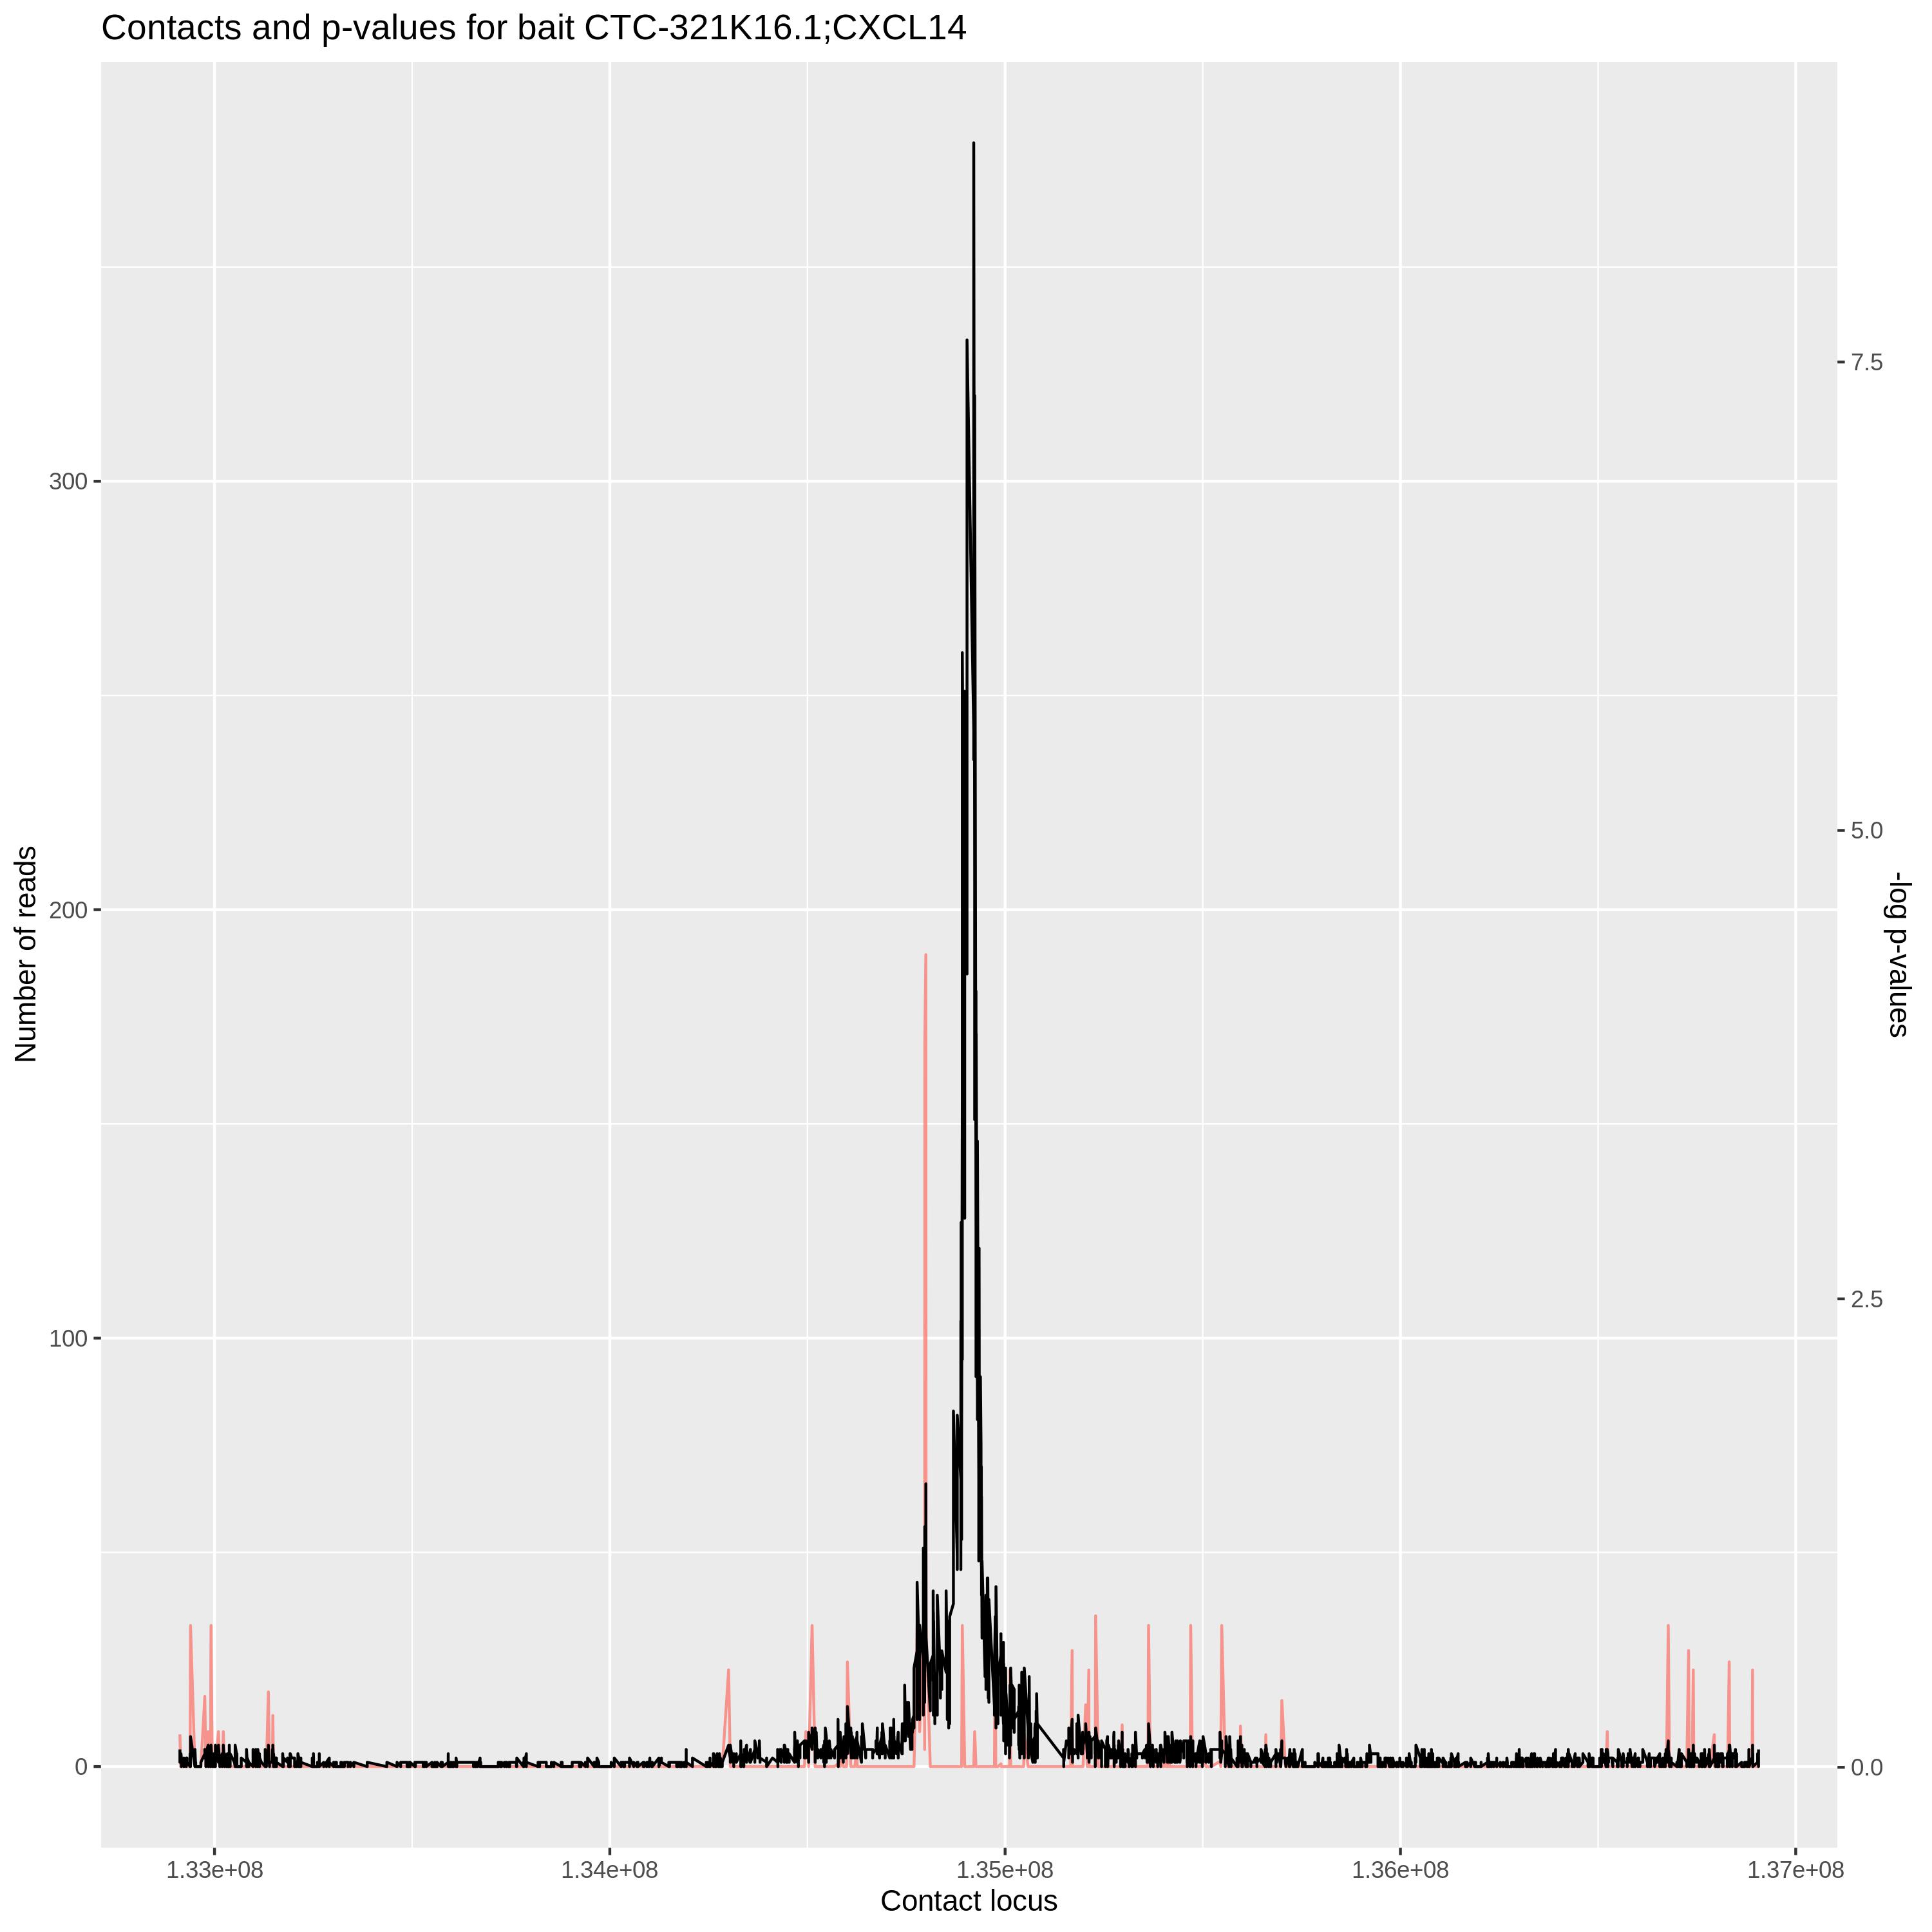 Contacts and p-values for bait CTC-321K16.1;CXCL14
Number of reads
300
200
100
0
7.5
5.0
2.5
0.0
-log p-values
1.33e+08 1.34e+08 1.35e+08 1.36e+08 1.37e+08
Contact locus